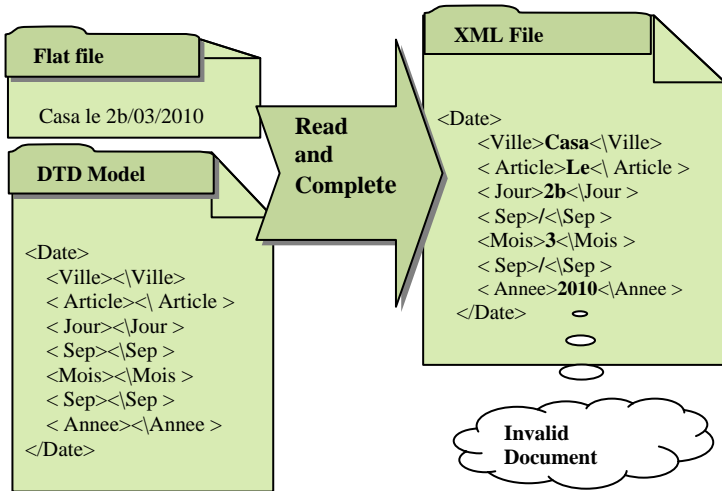 Flat file
Casa le 2b/03/2010
DTD Model
<Date>
<Ville><\Ville>
< Article><\ Article >
< Jour><\Jour >
< Sep><\Sep >
<Mois><\Mois >
< Sep><\Sep >
< Annee><\Annee >
</Date>
Read
and
Complete
XML File
<Date>
<Ville>Casa<\Ville>
< Article>Le<\ Article >
< Jour>2b<\Jour >
< Sep>/<\Sep >
<Mois>3<\Mois >
< Sep>/<\Sep >
< Annee>2010<\Annee >
</Date>
Invalid
Document